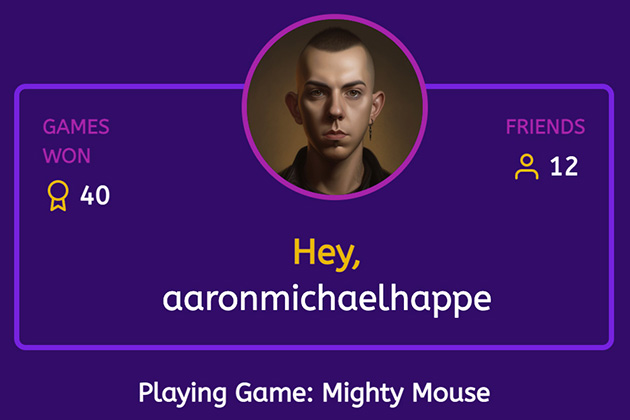 GAMES
WON
40
FRIENDS
12
Hey,
aaronmichaelhappe
Playing Game: Mighty Mouse